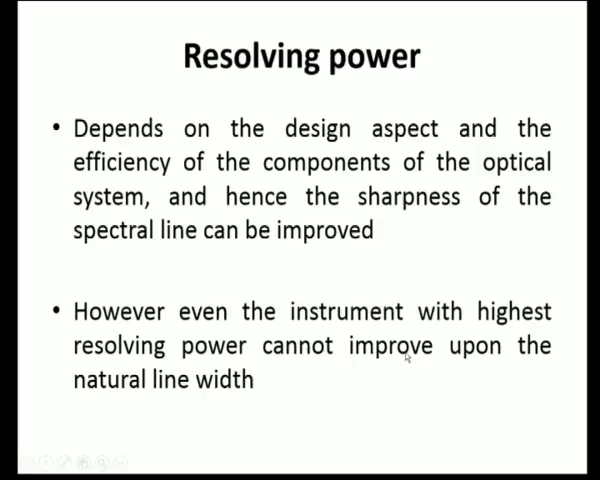 Resolving power
• Depends on the design aspect and the
efficiency of the components of the optical
system, and hence the sharpness of the
spectral line can be improved
• However even the instrument with highest
resolving power cannot improve upon the
natural line width